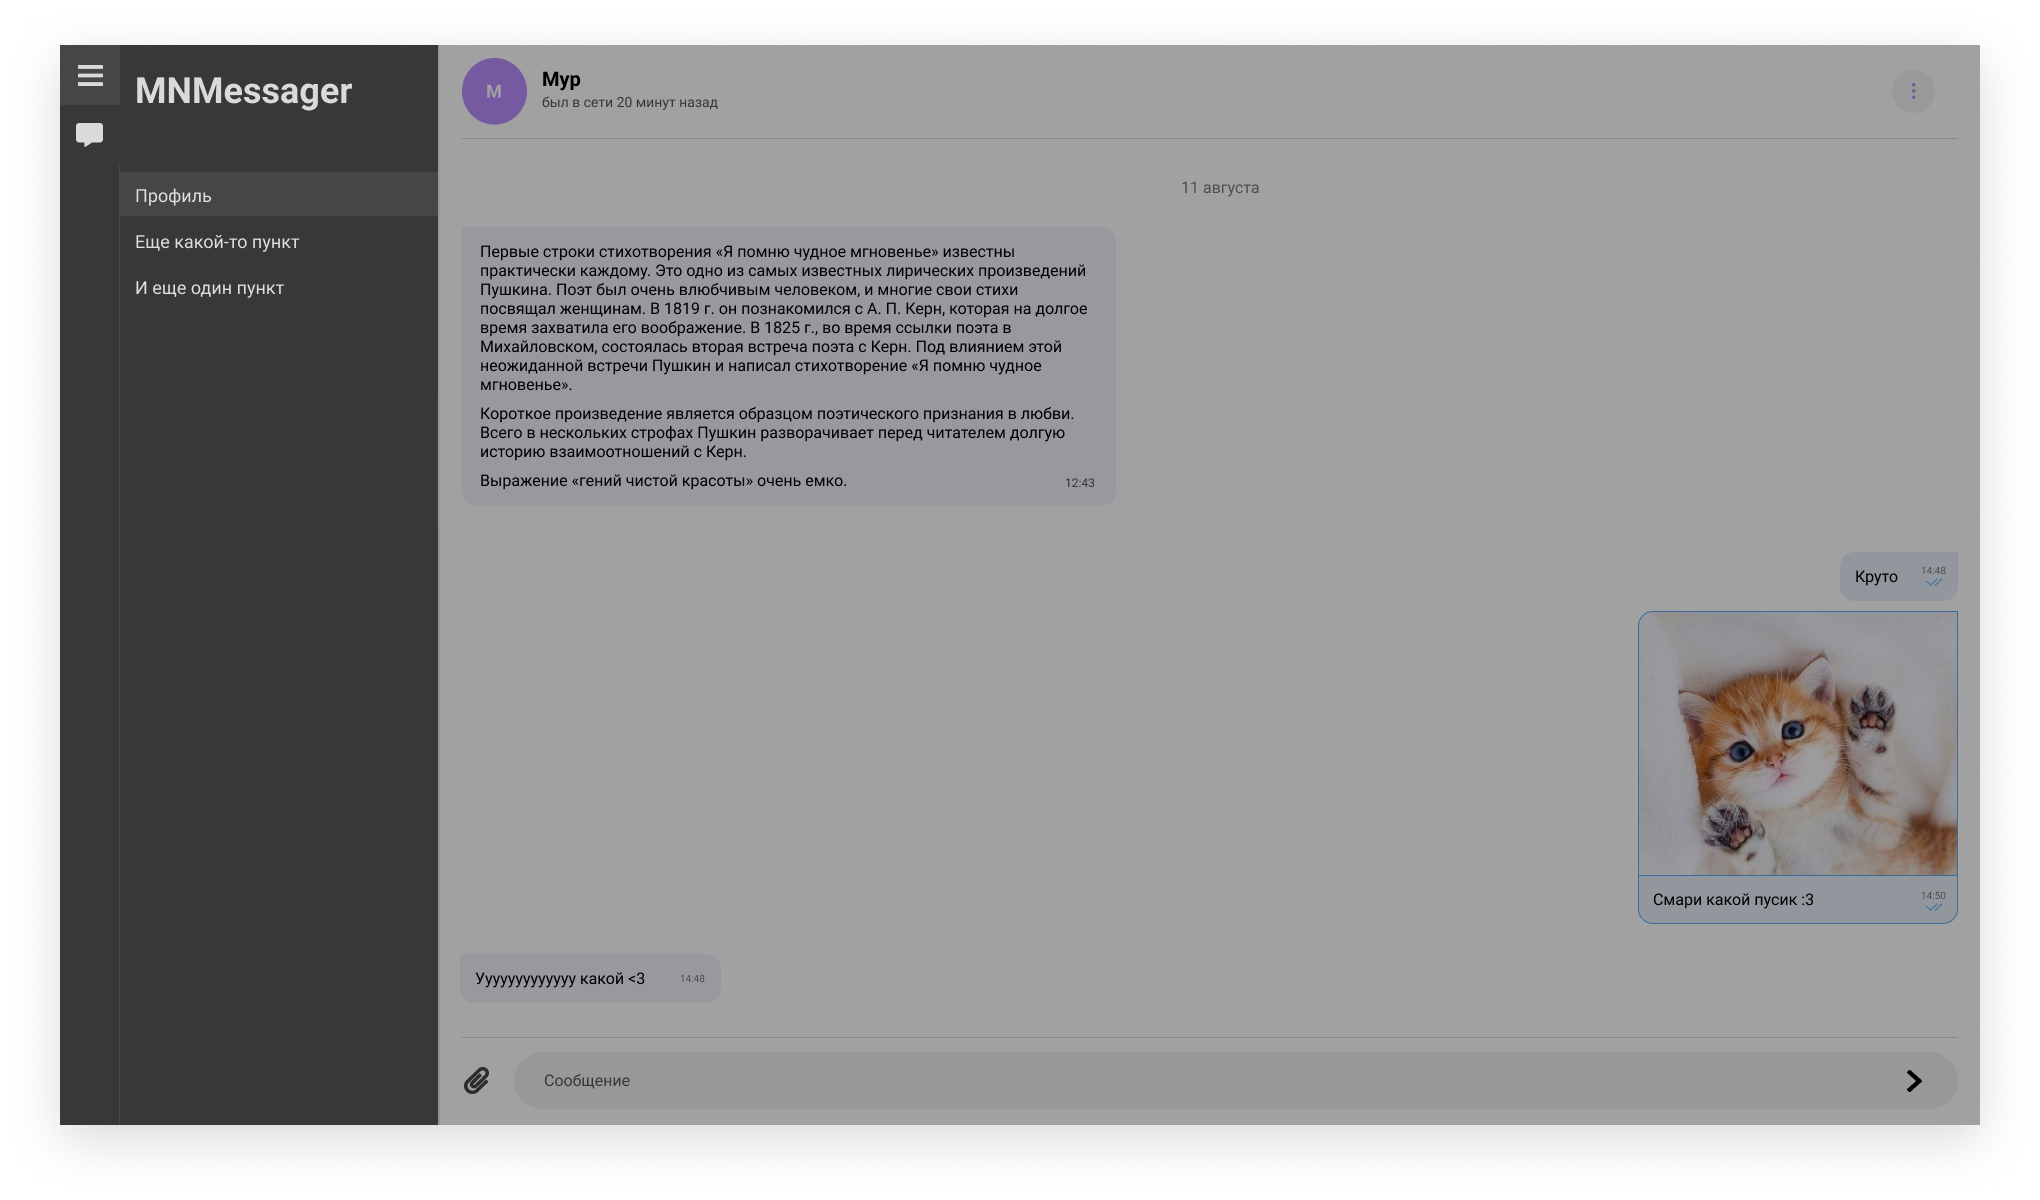 MNMessager
Профиль
Еще какой-то пункт
И еще один пункт
М
Мур
был в сети 20 минут назад
11 августа
Первые строки стихотворения «Я помню чудное мгновенье» известны
практически каждому. Это одно из самых известных лирических произведений
Пушкина. Поэт был очень влюбчивым человеком, и многие свои стихи
посвящал женщинам. В 1819 г. он познакомился с А. П. Керн, которая на долгое
время захватила его воображение. В 1825 г., во время ссылки поэта в
Михайловском, состоялась вторая встреча поэта с Керн. Под влиянием этой
неожиданной встречи Пушкин и написал стихотворение «Я помню чудное
мгновенье».
Короткое произведение является образцом поэтического признания в любви.
Всего в нескольких строфах Пушкин разворачивает перед читателем долгую
историю взаимоотношений с Керн.
Выражение «гений чистой красоты» очень емко. 12:43
Круто 14:48
Смари какой пусик :3 14:50
Уууууууууууyy какой <3 14:48
Сообщение